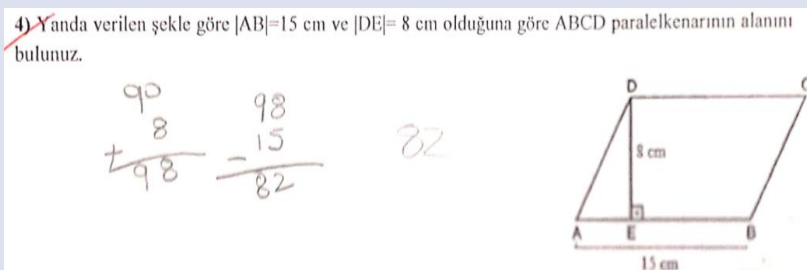 4) Yanda verilen şekle göre |AB|=15 cm ve |DE|= 8 cm olduğuna göre ABCD paralelkenarının alanını
bulunuz.
90
8
+
98
98
15
-
82
82
D
C
8 cm
A
E
B
15 cm